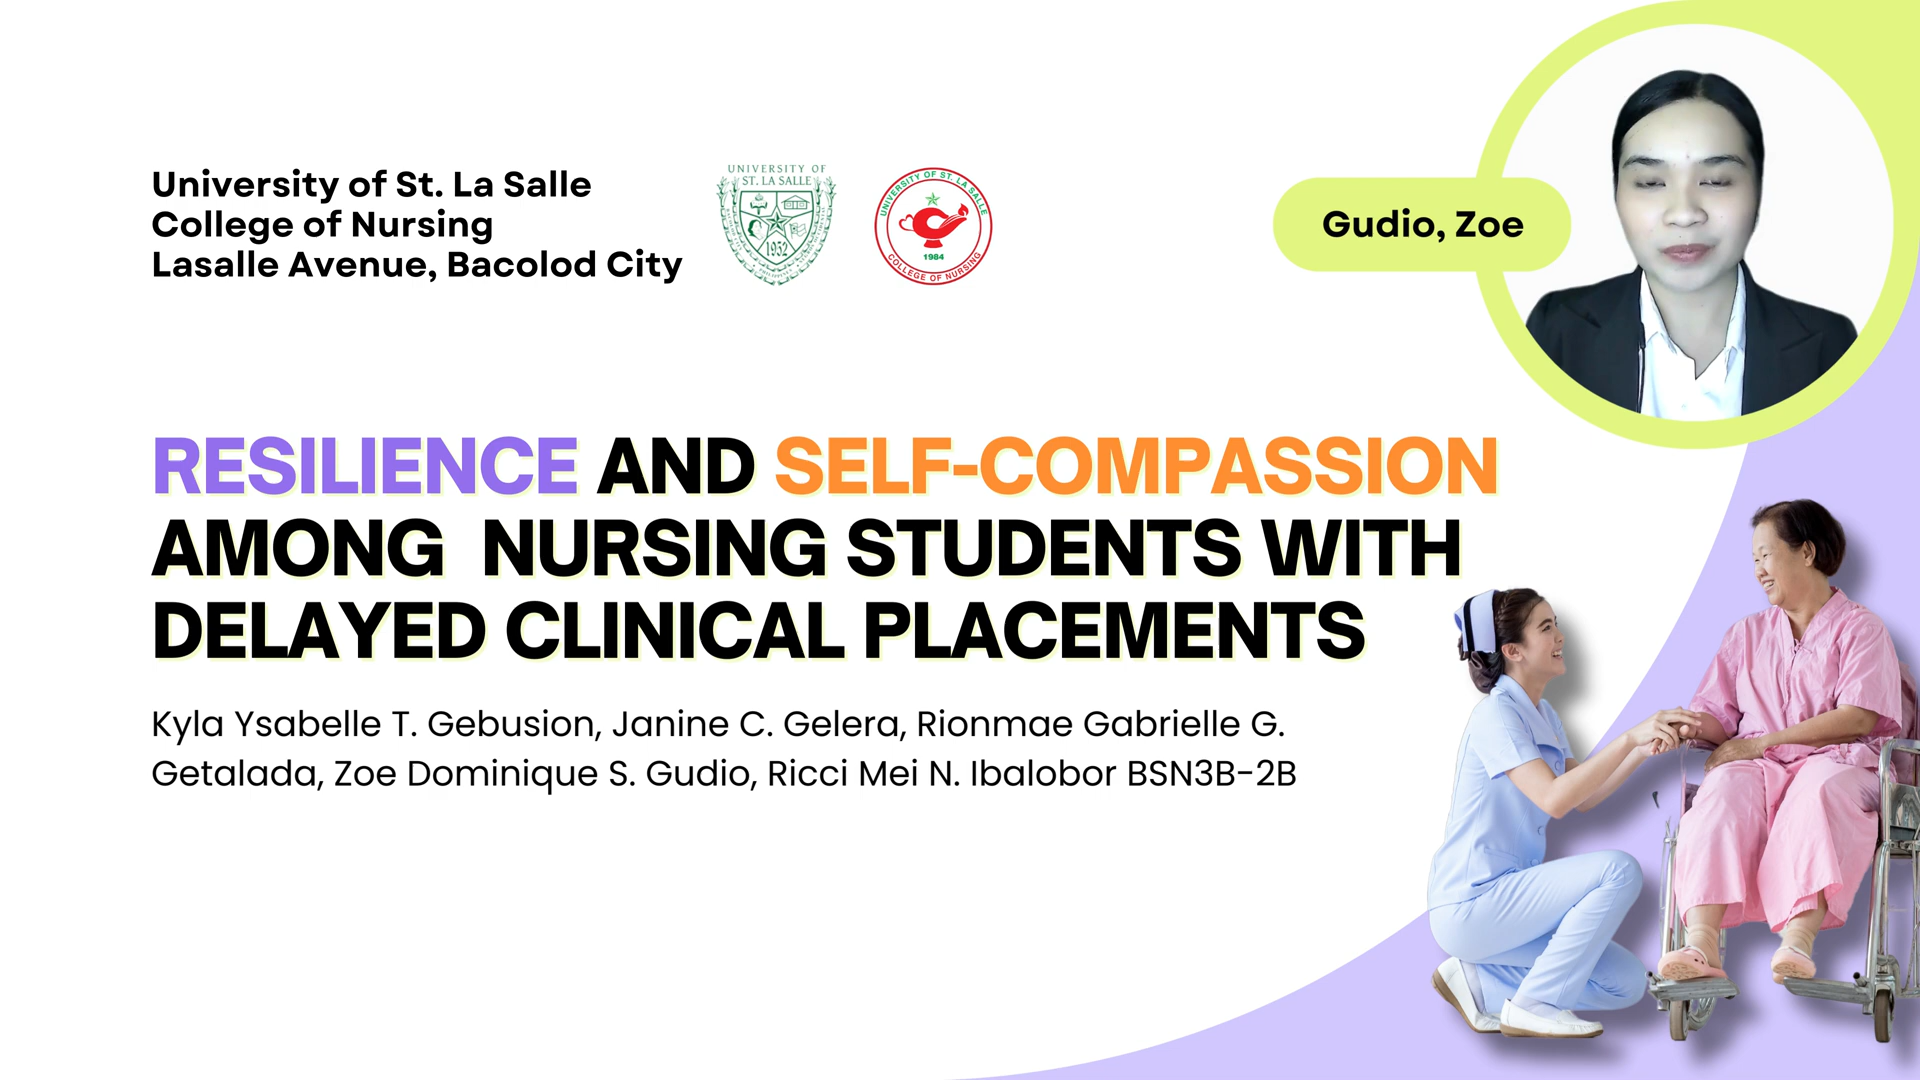 University of St. La Salle
College of Nursing
Lasalle Avenue, Bacolod City
UNIVERSITY OF
ST. LA SALLE
1952
UNIVERSITY OF ST. LA SALLE
1984
COLLEGE OF NURSING
Gudio, Zoe
RESILIENCE AND SELF-COMPASSION
AMONG  NURSING STUDENTS WITH
DELAYED CLINICAL PLACEMENTS
Kyla Ysabelle T. Gebusion, Janine C. Gelera, Rionmae Gabrielle G.
Getalada, Zoe Dominique S. Gudio, Ricci Mei N. Ibalobor BSN3B-2B